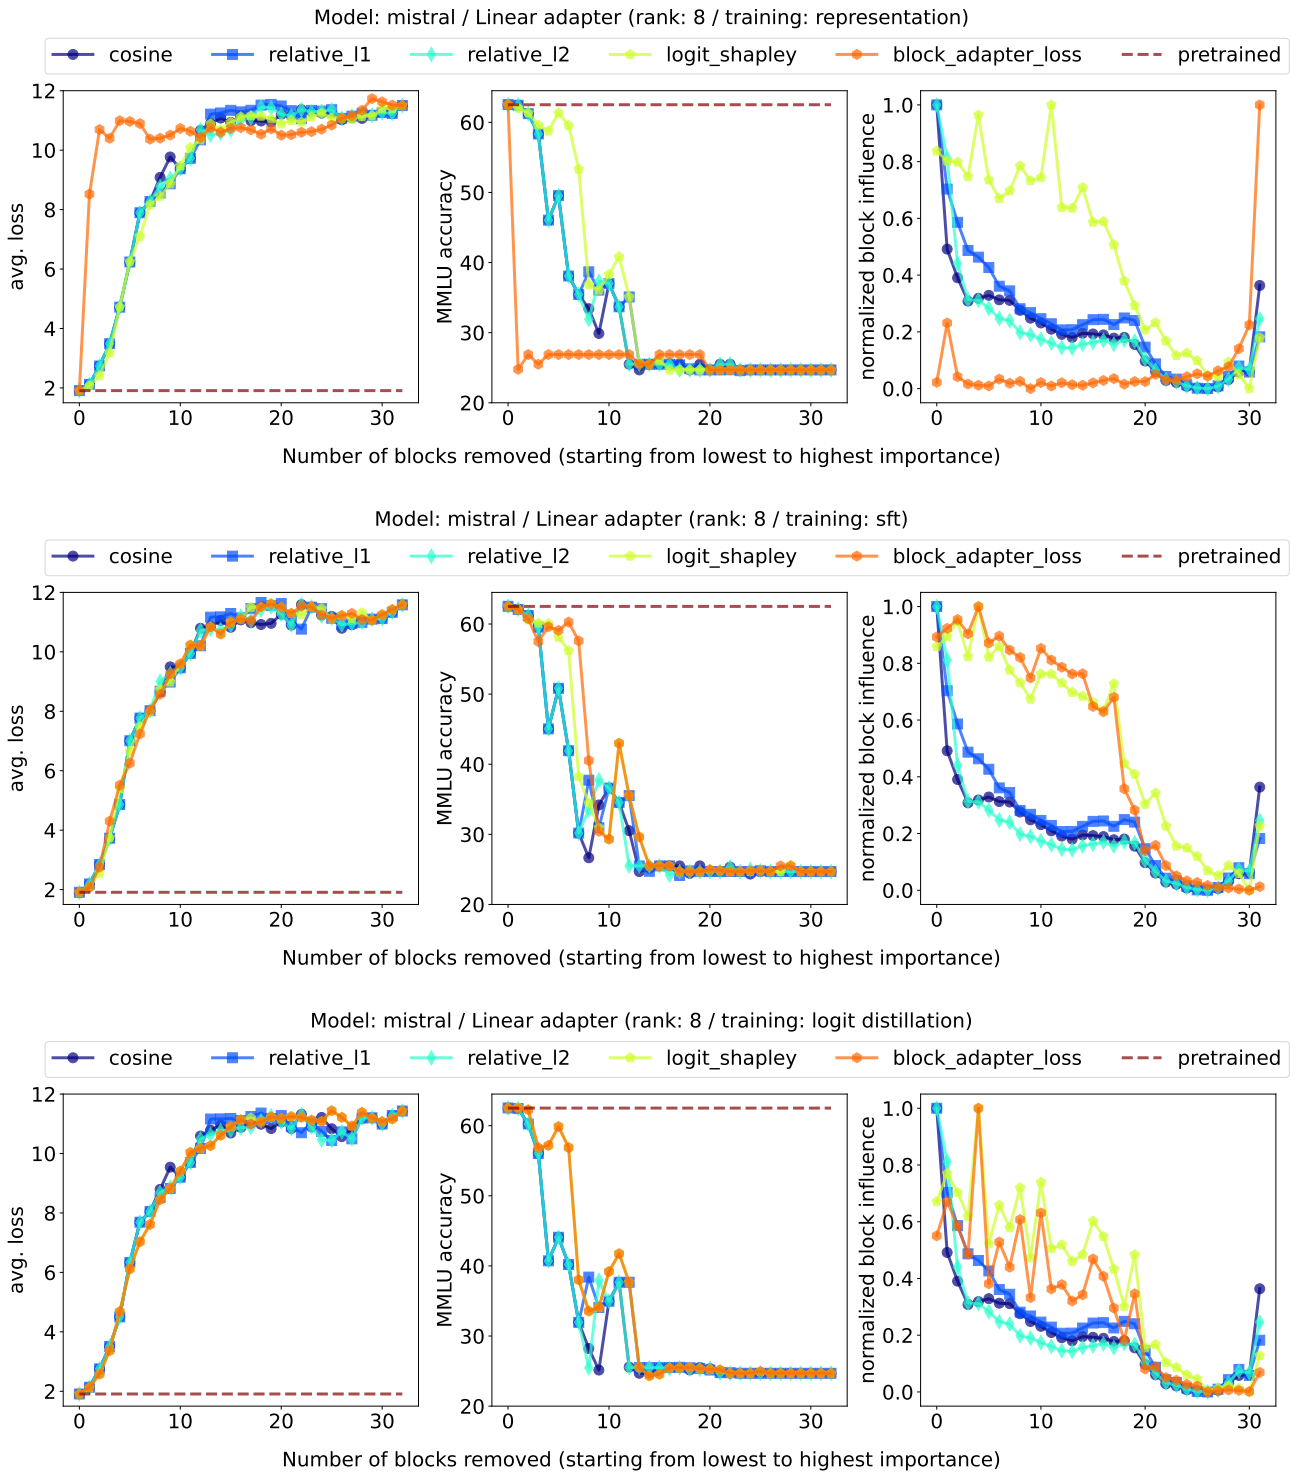 Model: mistral / Linear adapter (rank: 8 / training: representation)
cosine relative_l1 relative_l2 logit_shapley block_adapter_loss pretrained
avg. loss
12
10
8
6
4
2
0 10 20 30
MMLU accuracy
60
50
40
30
20
0 10 20 30
normalized block influence
1.0
0.8
0.6
0.4
0.2
0.0
0 10 20 30
Number of blocks removed (starting from lowest to highest importance)
Model: mistral / Linear adapter (rank: 8 / training: sft)
cosine relative_l1 relative_l2 logit_shapley block_adapter_loss pretrained
avg. loss
12
10
8
6
4
2
0 10 20 30
MMLU accuracy
60
50
40
30
20
0 10 20 30
normalized block influence
1.0
0.8
0.6
0.4
0.2
0.0
0 10 20 30
Number of blocks removed (starting from lowest to highest importance)
Model: mistral / Linear adapter (rank: 8 / training: logit distillation)
cosine relative_l1 relative_l2 logit_shapley block_adapter_loss pretrained
avg. loss
12
10
8
6
4
2
0 10 20 30
MMLU accuracy
60
50
40
30
20
0 10 20 30
normalized block influence
1.0
0.8
0.6
0.4
0.2
0.0
0 10 20 30
Number of blocks removed (starting from lowest to highest importance)